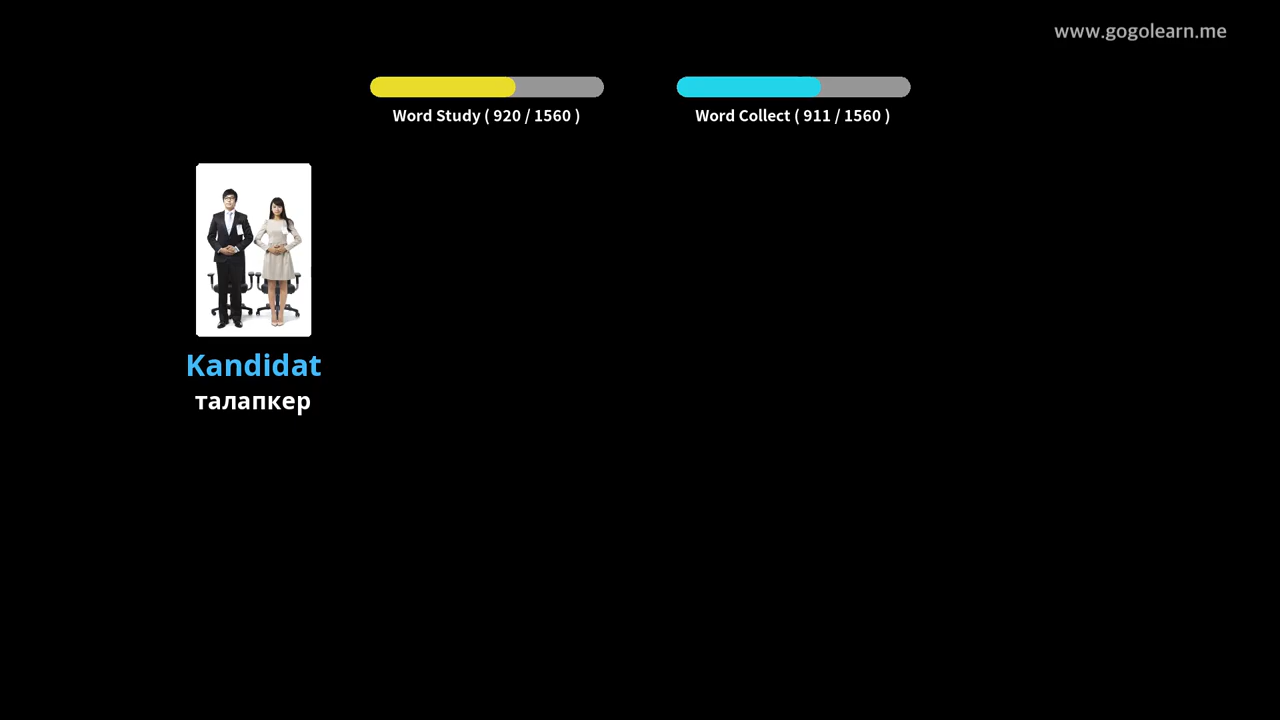 www.gogolearn.me
Word Study ( 920 / 1560 )
Word Collect ( 911 / 1560 )
Kandidat
талапкер